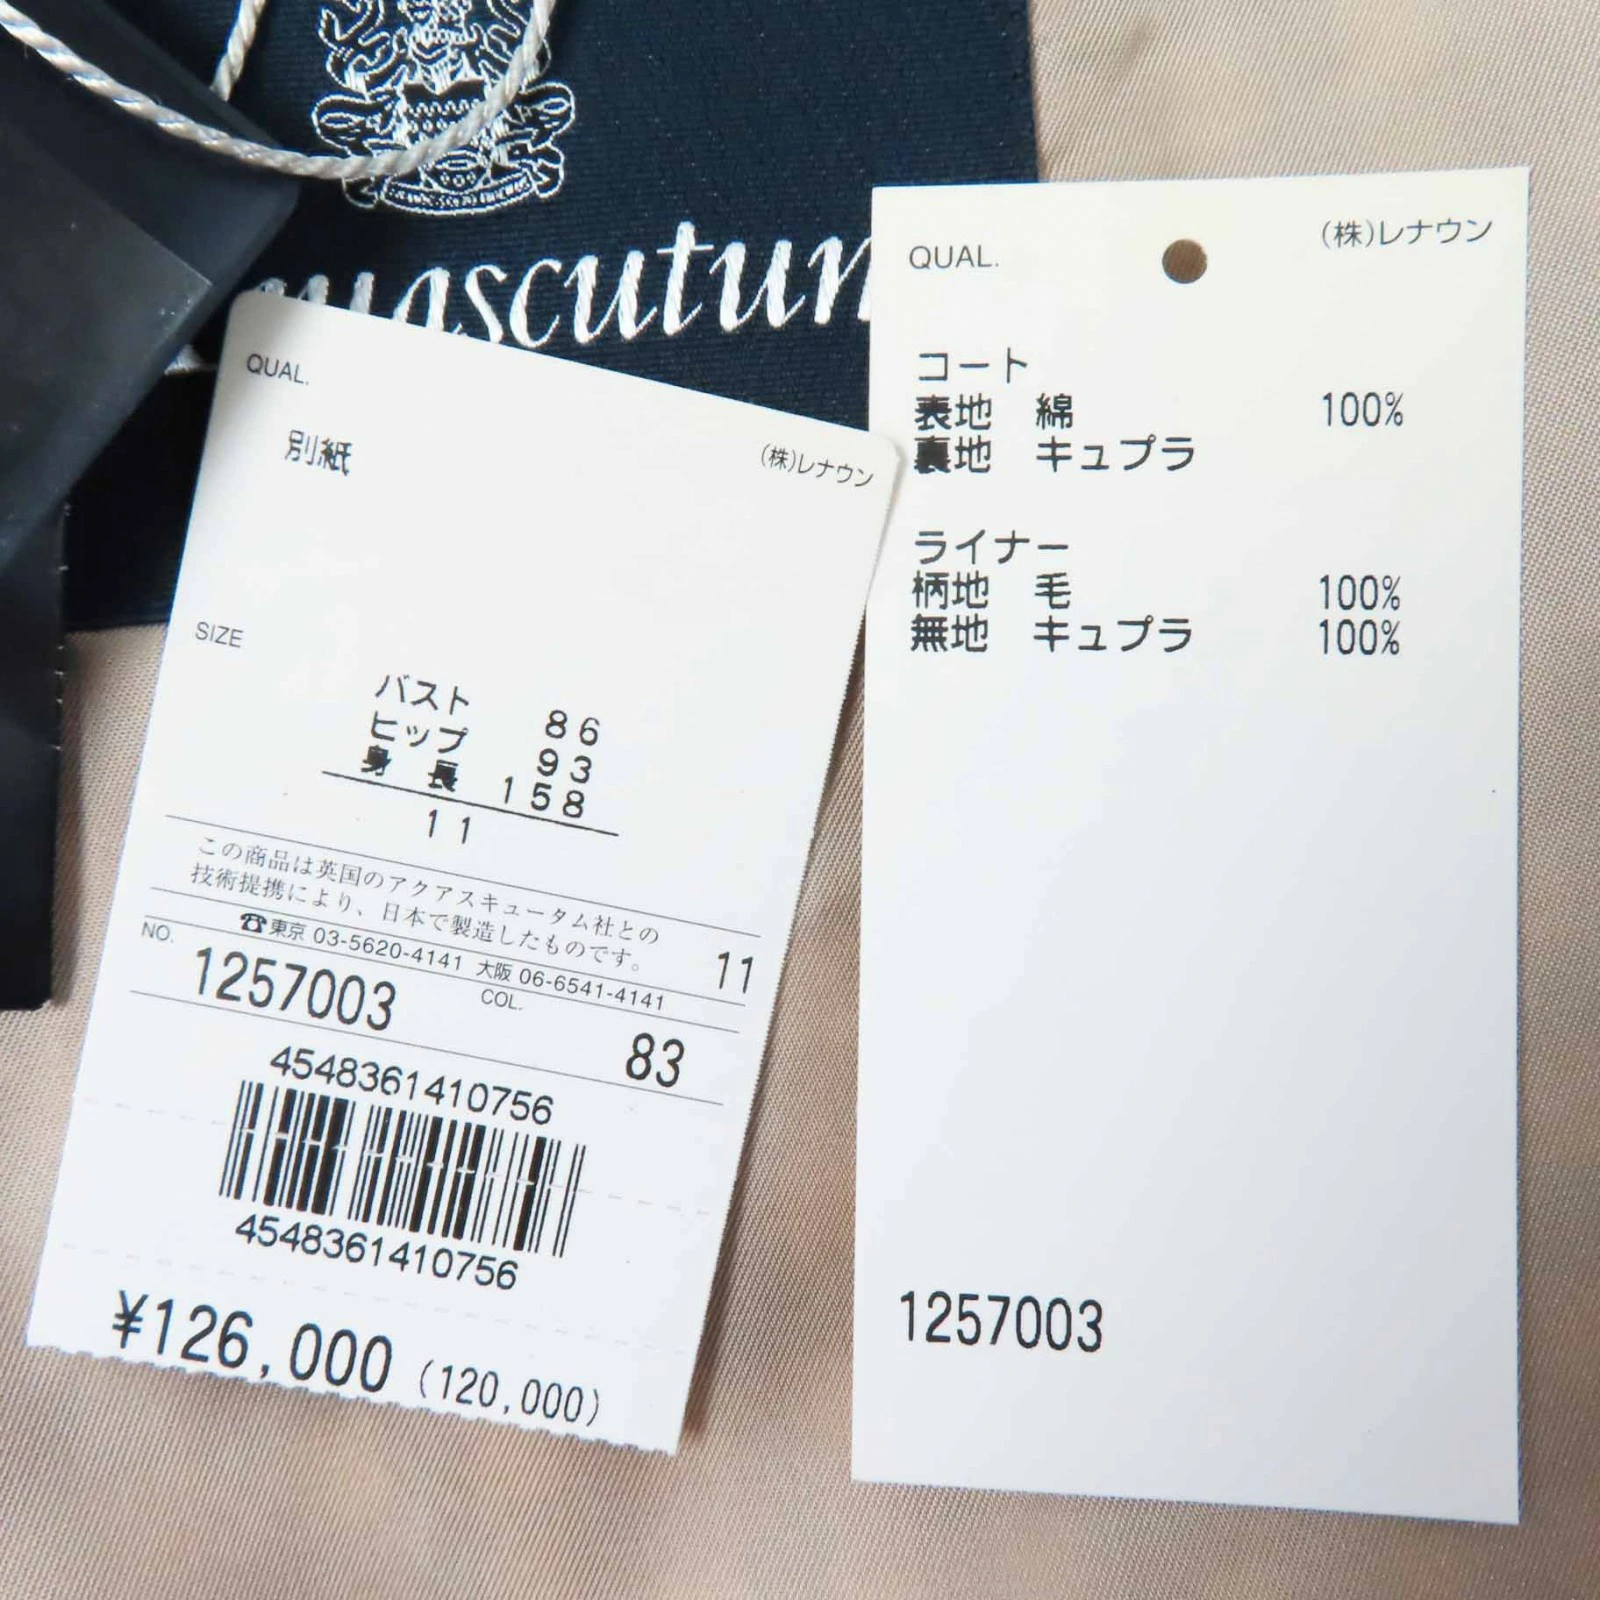 QUAL.
別紙
(株)レナウン
SIZE
バスト 86
ヒップ 93
身長 158
11
この商品は英国のアクアスキュータム社との
技術提携により、日本で製造したものです。
☎東京 03-5620-4141 大阪 06-6541-4141
11
NO.
1257003
COL.
83
4548361410756
4548361410756
¥126,000 (120,000)
QUAL.
(株)レナウン
コート
表地 綿 100%
裏地 キュプラ
ライナー
柄地 毛 100%
無地 キュプラ 100%
1257003